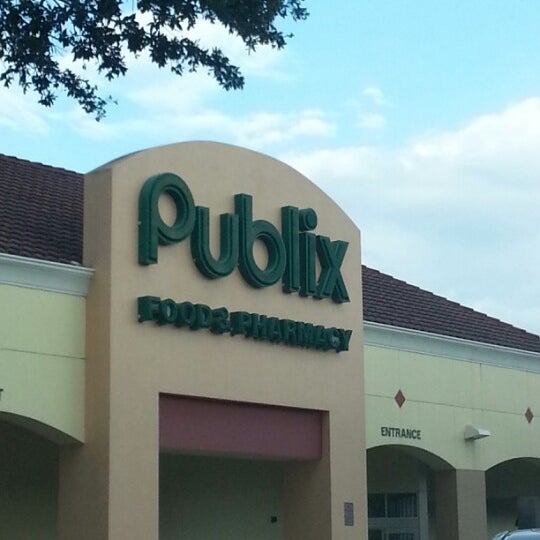 Publix
FOOD & PHARMACY
ENTRANCE